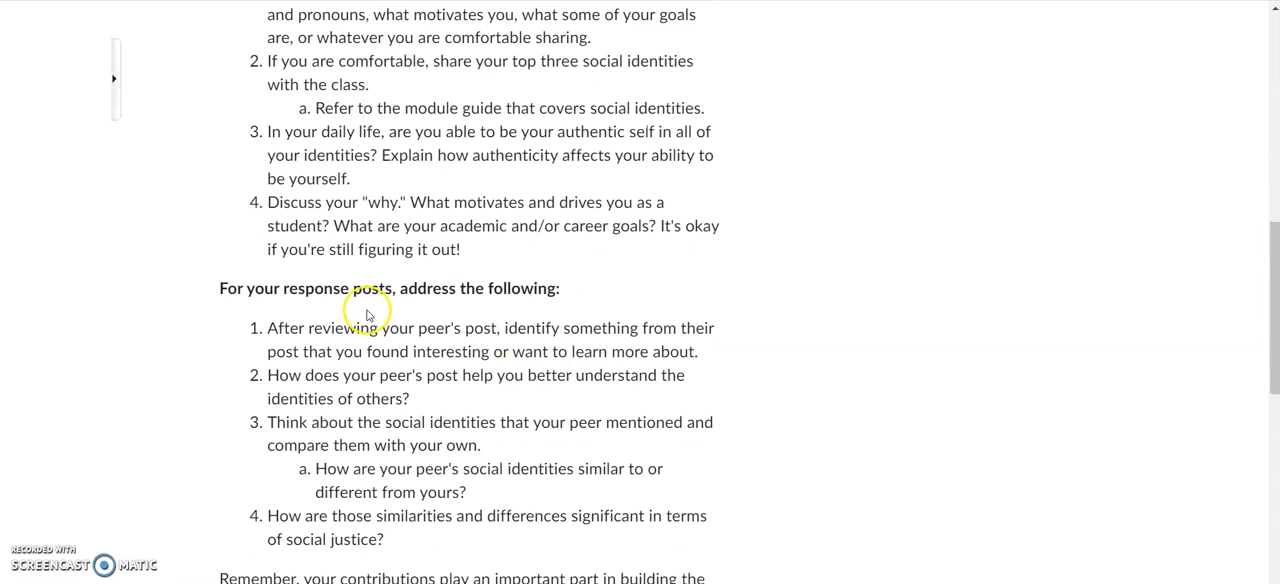 and pronouns, what motivates you, what some of your goals
are, or whatever you are comfortable sharing.
2. If you are comfortable, share your top three social identities
with the class.
a. Refer to the module guide that covers social identities.
3. In your daily life, are you able to be your authentic self in all of
your identities? Explain how authenticity affects your ability to
be yourself.
4. Discuss your "why." What motivates and drives you as a
student? What are your academic and/or career goals? It's okay
if you're still figuring it out!
For your response posts, address the following:
1. After reviewing your peer's post, identify something from their
post that you found interesting or want to learn more about.
2. How does your peer's post help you better understand the
identities of others?
3. Think about the social identities that your peer mentioned and
compare them with your own.
a. How are your peer's social identities similar to or
different from yours?
4. How are those similarities and differences significant in terms
of social justice?
Remember, your contributions play an important part in building the
RECORDED WITH
SCREENCAST MATIC